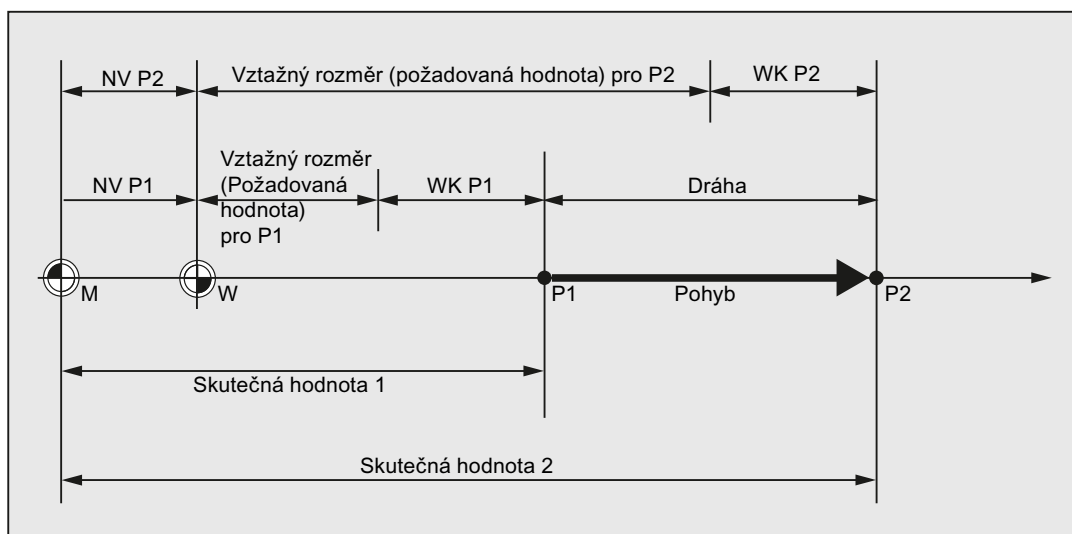 NV P2
Vztažný rozměr (požadovaná hodnota) pro P2
WK P2
NV P1
Vztažný rozměr
(Požadovaná
hodnota)
pro P1
WK P1
Dráha
M
W
P1
Pohyb
P2
Skutečná hodnota 1
Skutečná hodnota 2